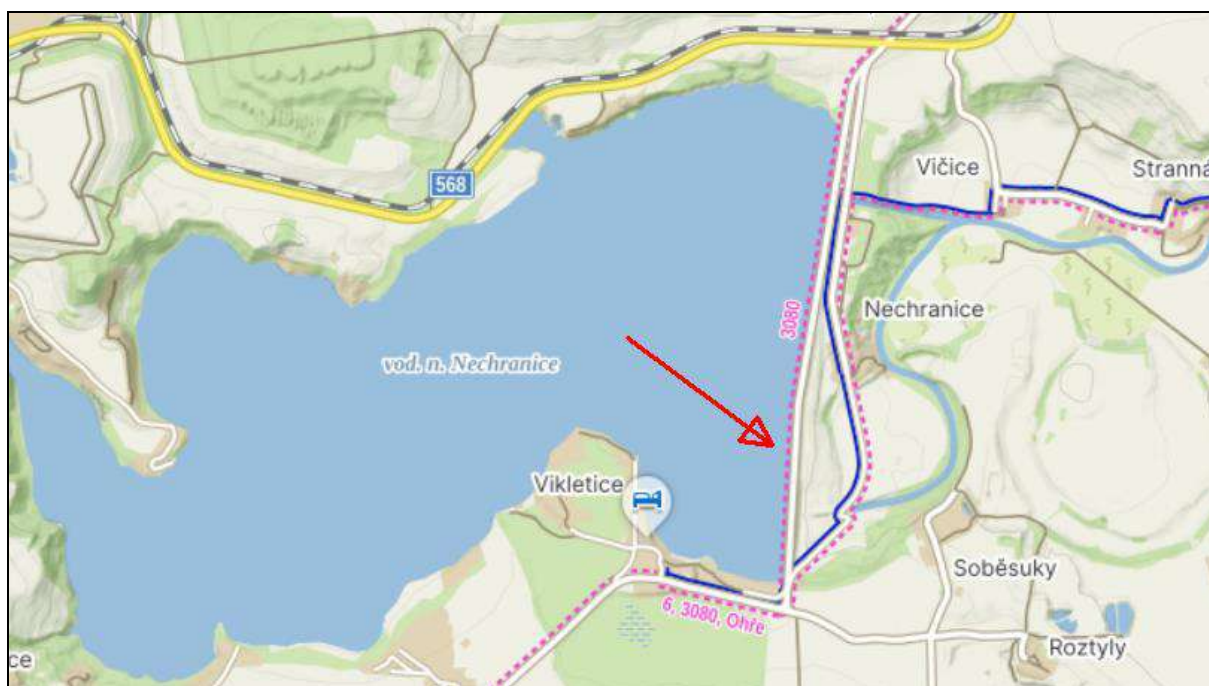 568
Vičice
Stranná
3080
Nechranice
vod. n. Nechranice
Vikletice
Soběsuky
6, 3080, Ohře
Roztyly
ce